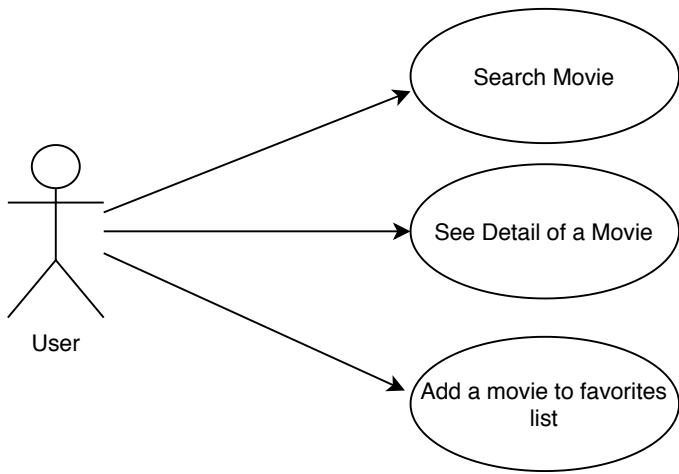 Search Movie
See Detail of a Movie
User
Add a movie to favorites
list